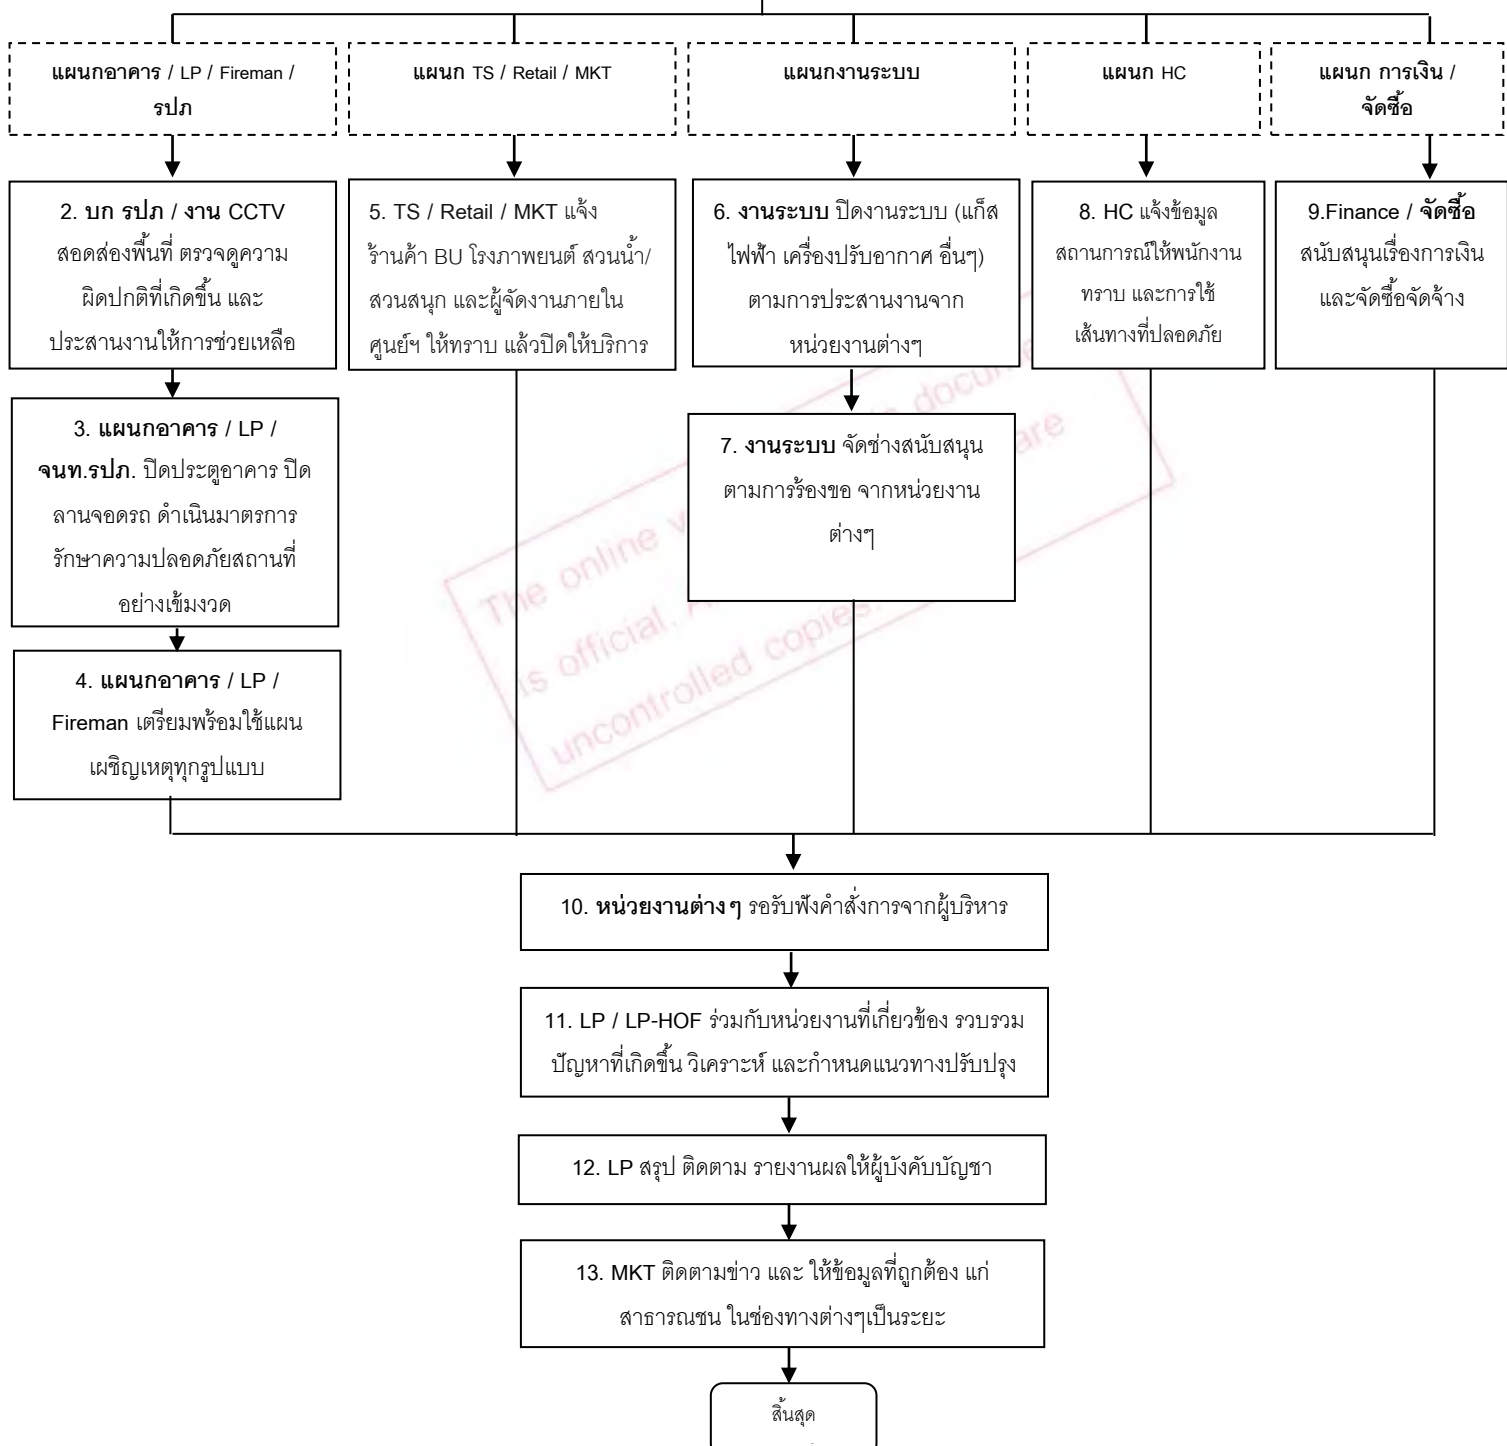 แผนกอาคาร / LP / Fireman /
รปภ
แผนก TS / Retail / MKT
แผนกงานระบบ
แผนก HC
แผนก การเงิน /
จัดซื้อ
2. บก รปภ / งาน CCTV
สอดส่องพื้นที่ ตรวจดูความ
ผิดปกติที่เกิดขึ้น และ
ประสานงานให้การช่วยเหลือ
3. แผนกอาคาร / LP /
จนท.รปภ. ปิดประตูอาคาร ปิด
ลานจอดรถ ดำเนินมาตรการ
รักษาความปลอดภัยสถานที่
อย่างเข้มงวด
4. แผนกอาคาร / LP /
Fireman เตรียมพร้อมใช้แผน
เผชิญเหตุทุกรูปแบบ
5. TS / Retail / MKT แจ้ง
ร้านค้า BU โรงภาพยนต์ สวนน้ำ/
สวนสนุก และผู้จัดงานภายใน
ศูนย์ฯ ให้ทราบ แล้วปิดให้บริการ
6. งานระบบ ปิดงานระบบ (แก็ส
ไฟฟ้า เครื่องปรับอากาศ อื่นๆ)
ตามการประสานงานจาก
หน่วยงานต่างๆ
7. งานระบบ จัดช่างสนับสนุน
ตามการร้องขอ จากหน่วยงาน
ต่างๆ
8. HC แจ้งข้อมูล
สถานการณ์ให้พนักงาน
ทราบ และการใช้
เส้นทางที่ปลอดภัย
9.Finance / จัดซื้อ
สนับสนุนเรื่องการเงิน
และจัดซื้อจัดจ้าง
The online
is official.
uncontrolled copies
10. หน่วยงานต่างๆ รอรับฟังคำสั่งการจากผู้บริหาร
11. LP / LP-HOF ร่วมกับหน่วยงานที่เกี่ยวข้อง รวบรวม
ปัญหาที่เกิดขึ้น วิเคราะห์ และกำหนดแนวทางปรับปรุง
12. LP สรุป ติดตาม รายงานผลให้ผู้บังคับบัญชา
13. MKT ติดตามข่าว และ ให้ข้อมูลที่ถูกต้อง แก่
สาธารณชน ในช่องทางต่างๆเป็นระยะ
สิ้นสุด